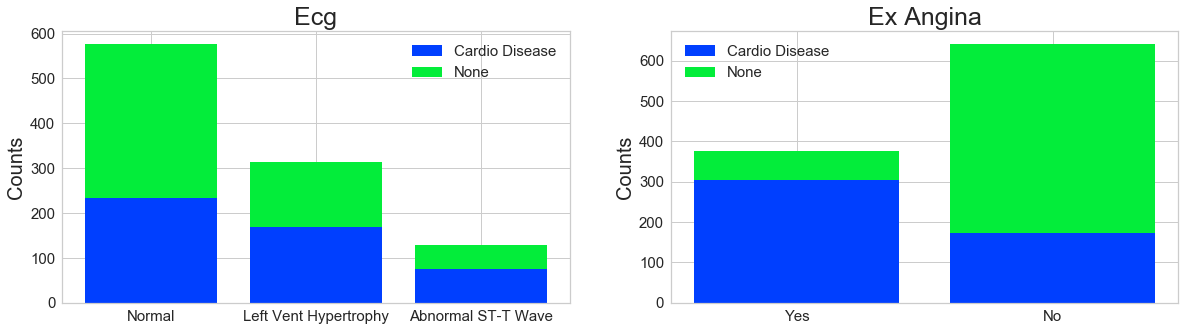 Ecg
Counts
600
500
400
300
200
100
0
Cardio Disease
None
Normal
Left Vent Hypertrophy
Abnormal ST-T Wave
Ex Angina
Counts
600
500
400
300
200
100
0
Cardio Disease
None
Yes
No